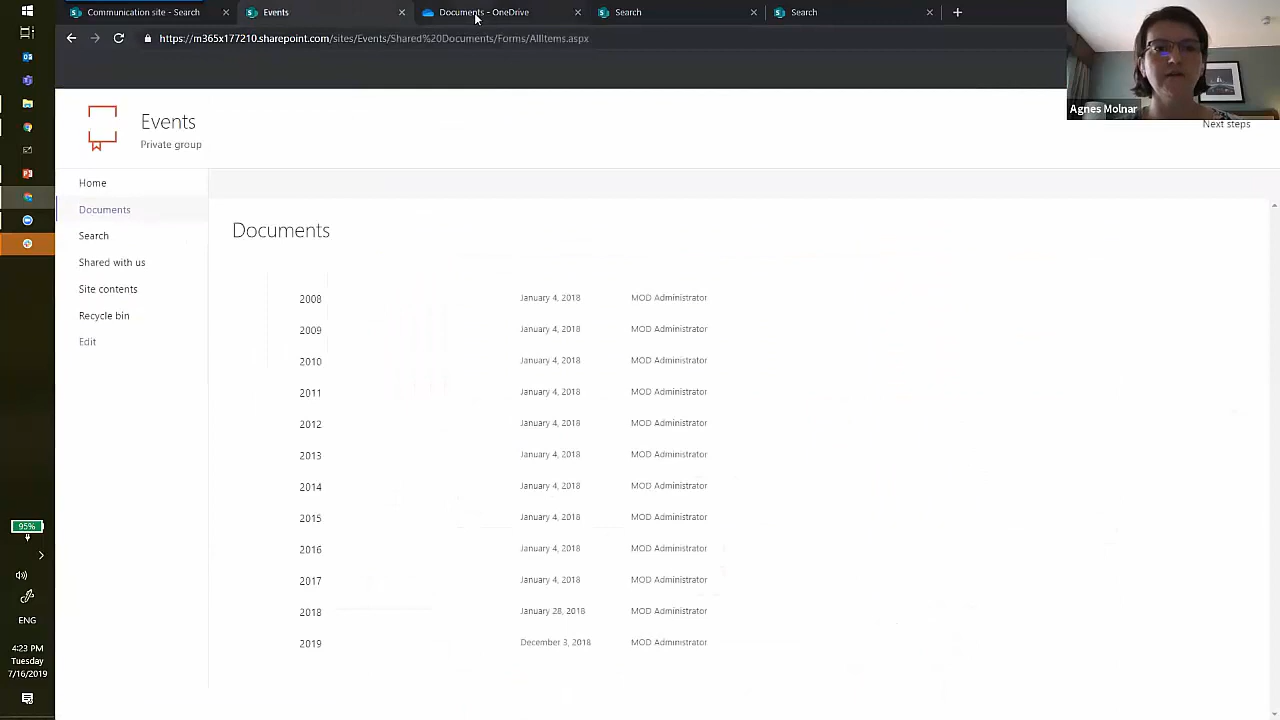 Communication site - Search
Events
Documents - OneDrive
Search
Search
https://m365x177210.sharepoint.com/sites/Events/Shared%20Documents/Forms/AllItems.aspx
Agnes Molnar
Next steps
Events
Private group
Home
Documents
Search
Shared with us
Site contents
Recycle bin
Edit
Documents
2008 January 4, 2018 MOD Administrator
2009 January 4, 2018 MOD Administrator
2010 January 4, 2018 MOD Administrator
2011 January 4, 2018 MOD Administrator
2012 January 4, 2018 MOD Administrator
2013 January 4, 2018 MOD Administrator
2014 January 4, 2018 MOD Administrator
2015 January 4, 2018 MOD Administrator
2016 January 4, 2018 MOD Administrator
2017 January 4, 2018 MOD Administrator
2018 January 28, 2018 MOD Administrator
2019 December 3, 2018 MOD Administrator
95%
ENG
4:23 PM
Tuesday
7/16/2019